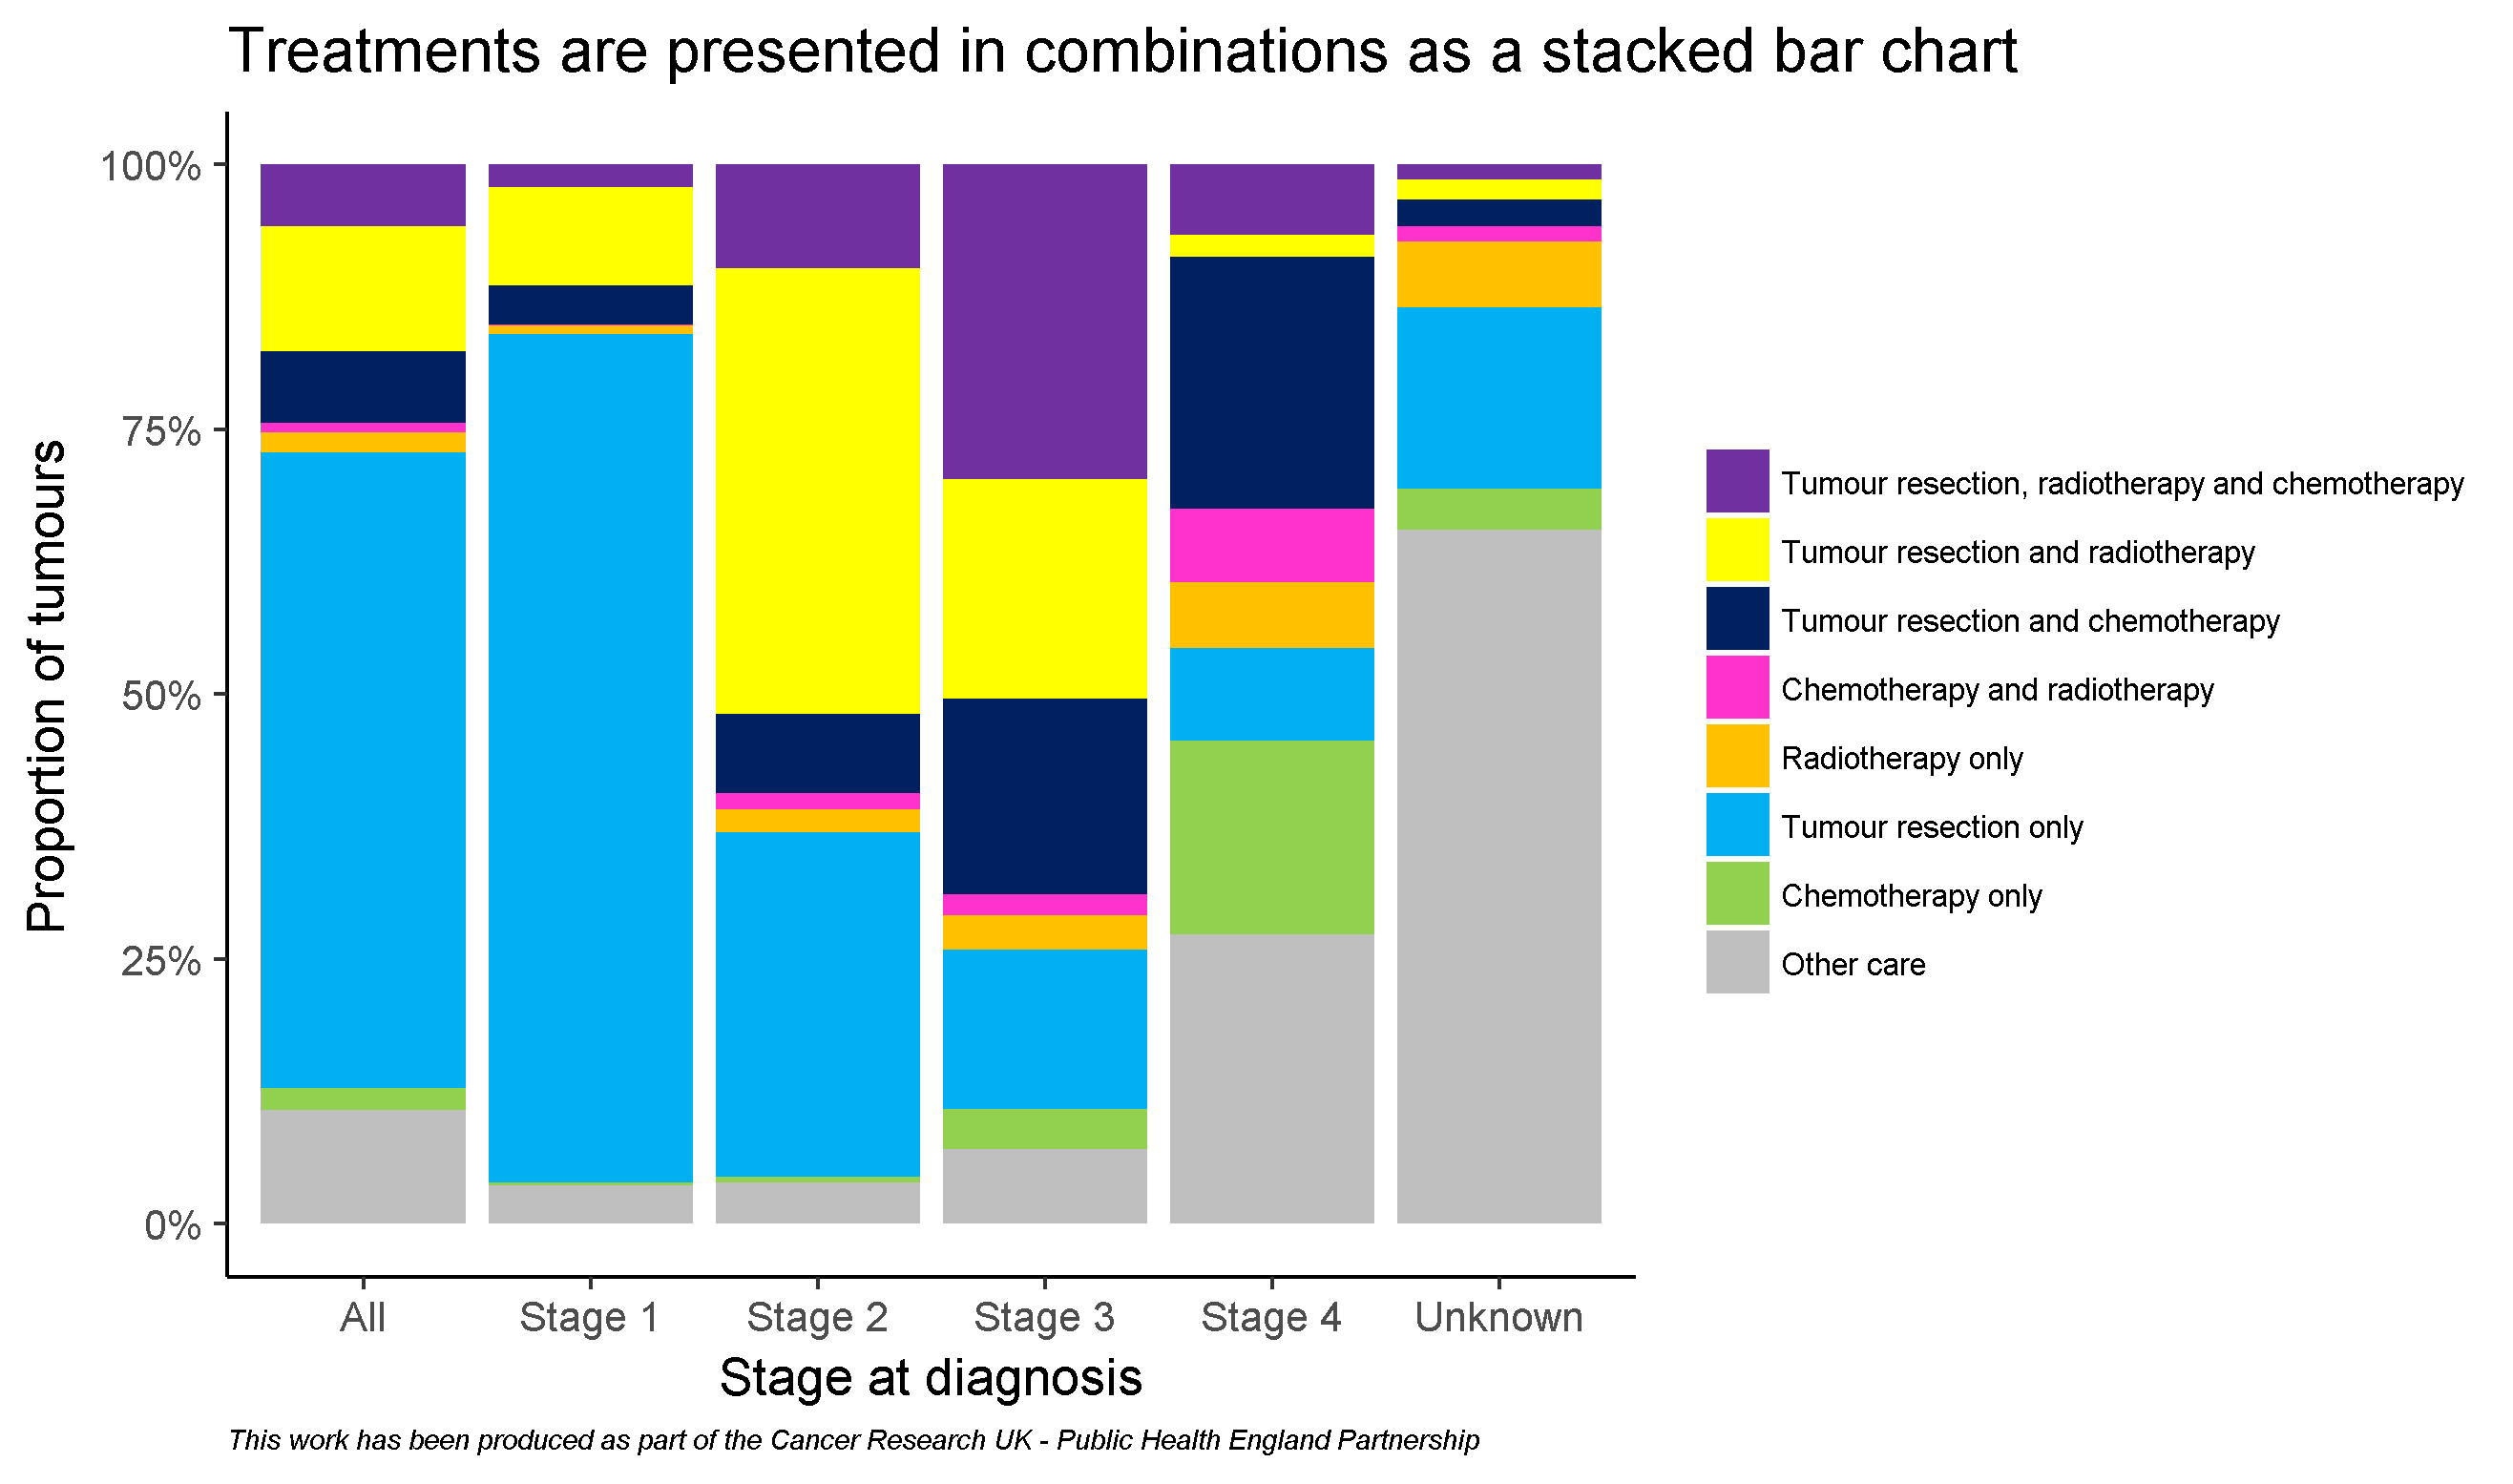 Treatments are presented in combinations as a stacked bar chart
Proportion of tumours
100%
75%
50%
25%
0%
All
Stage 1
Stage 2
Stage 3
Stage 4
Unknown
Stage at diagnosis
Tumour resection, radiotherapy and chemotherapy
Tumour resection and radiotherapy
Tumour resection and chemotherapy
Chemotherapy and radiotherapy
Radiotherapy only
Tumour resection only
Chemotherapy only
Other care
This work has been produced as part of the Cancer Research UK - Public Health England Partnership